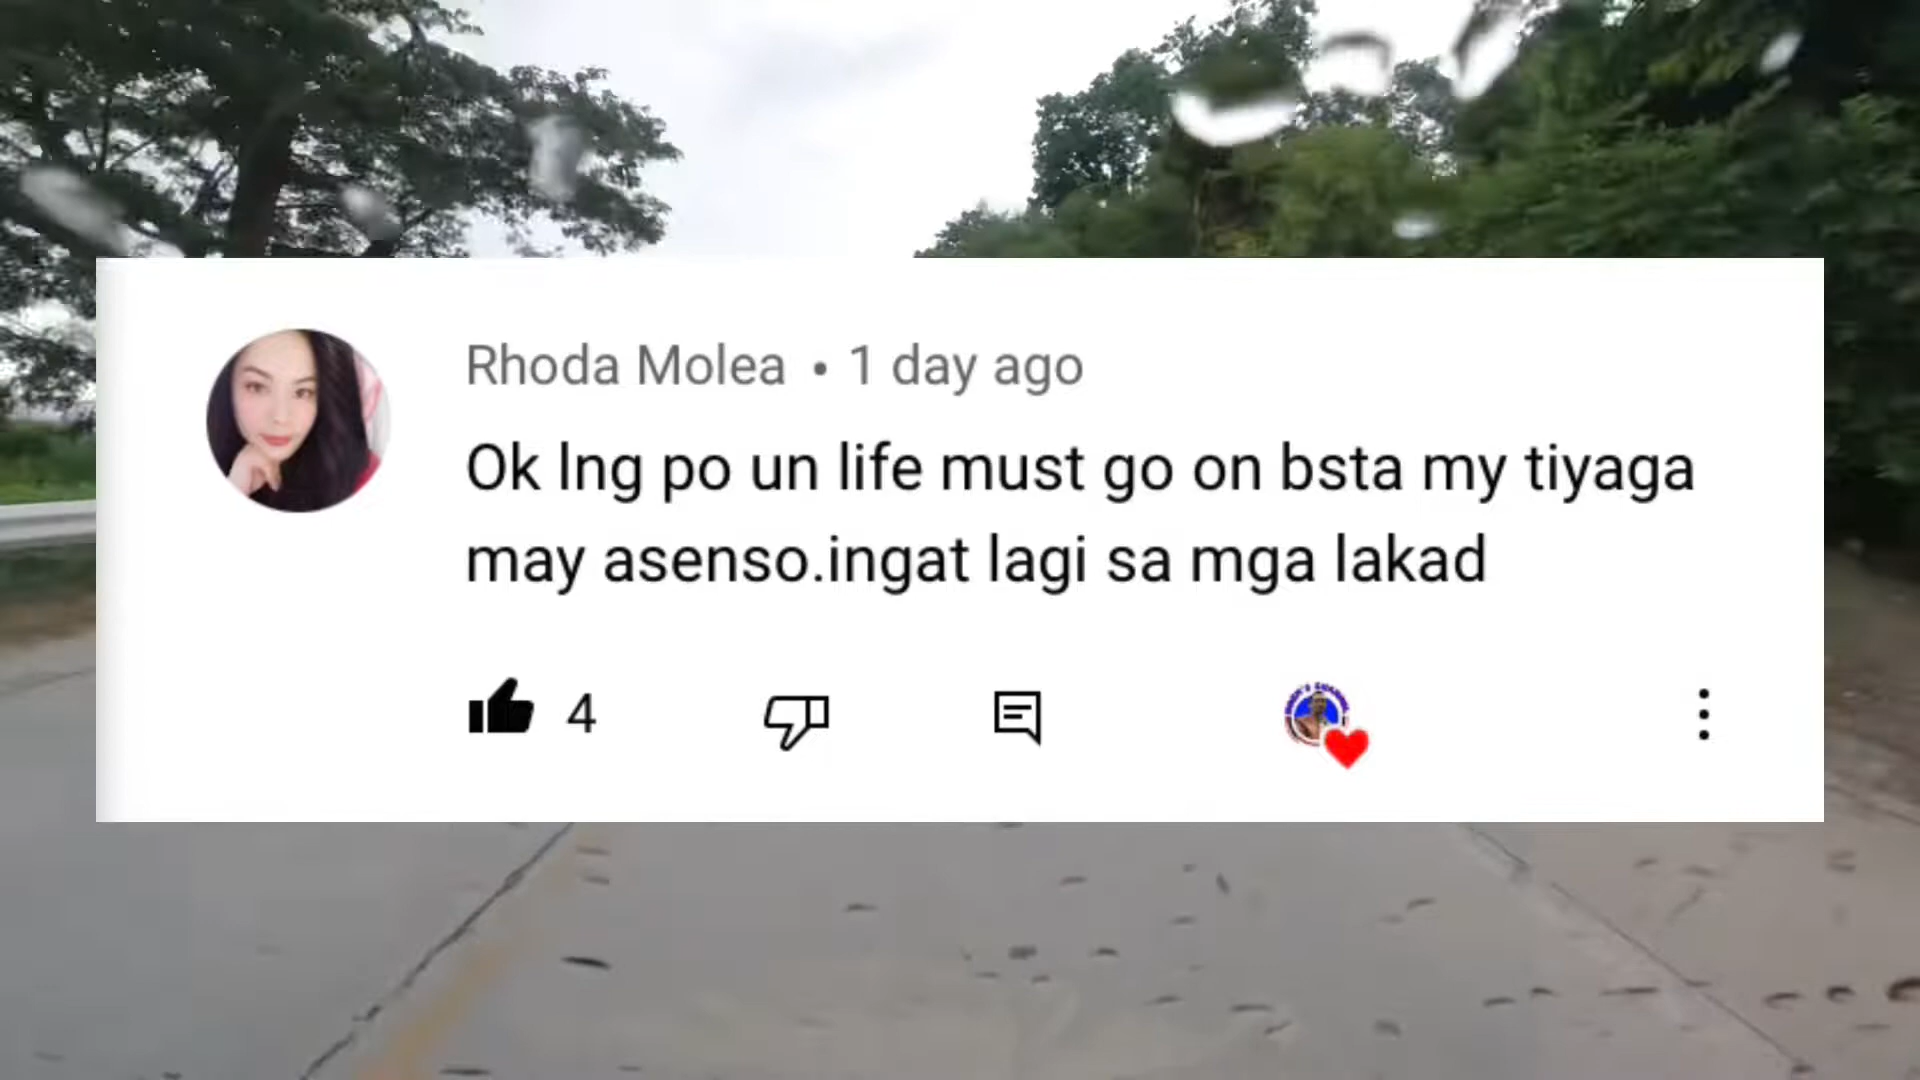 Rhoda Molea • 1 day ago
Ok lng po un life must go on bsta my tiyaga
may asenso.ingat lagi sa mga lakad
4